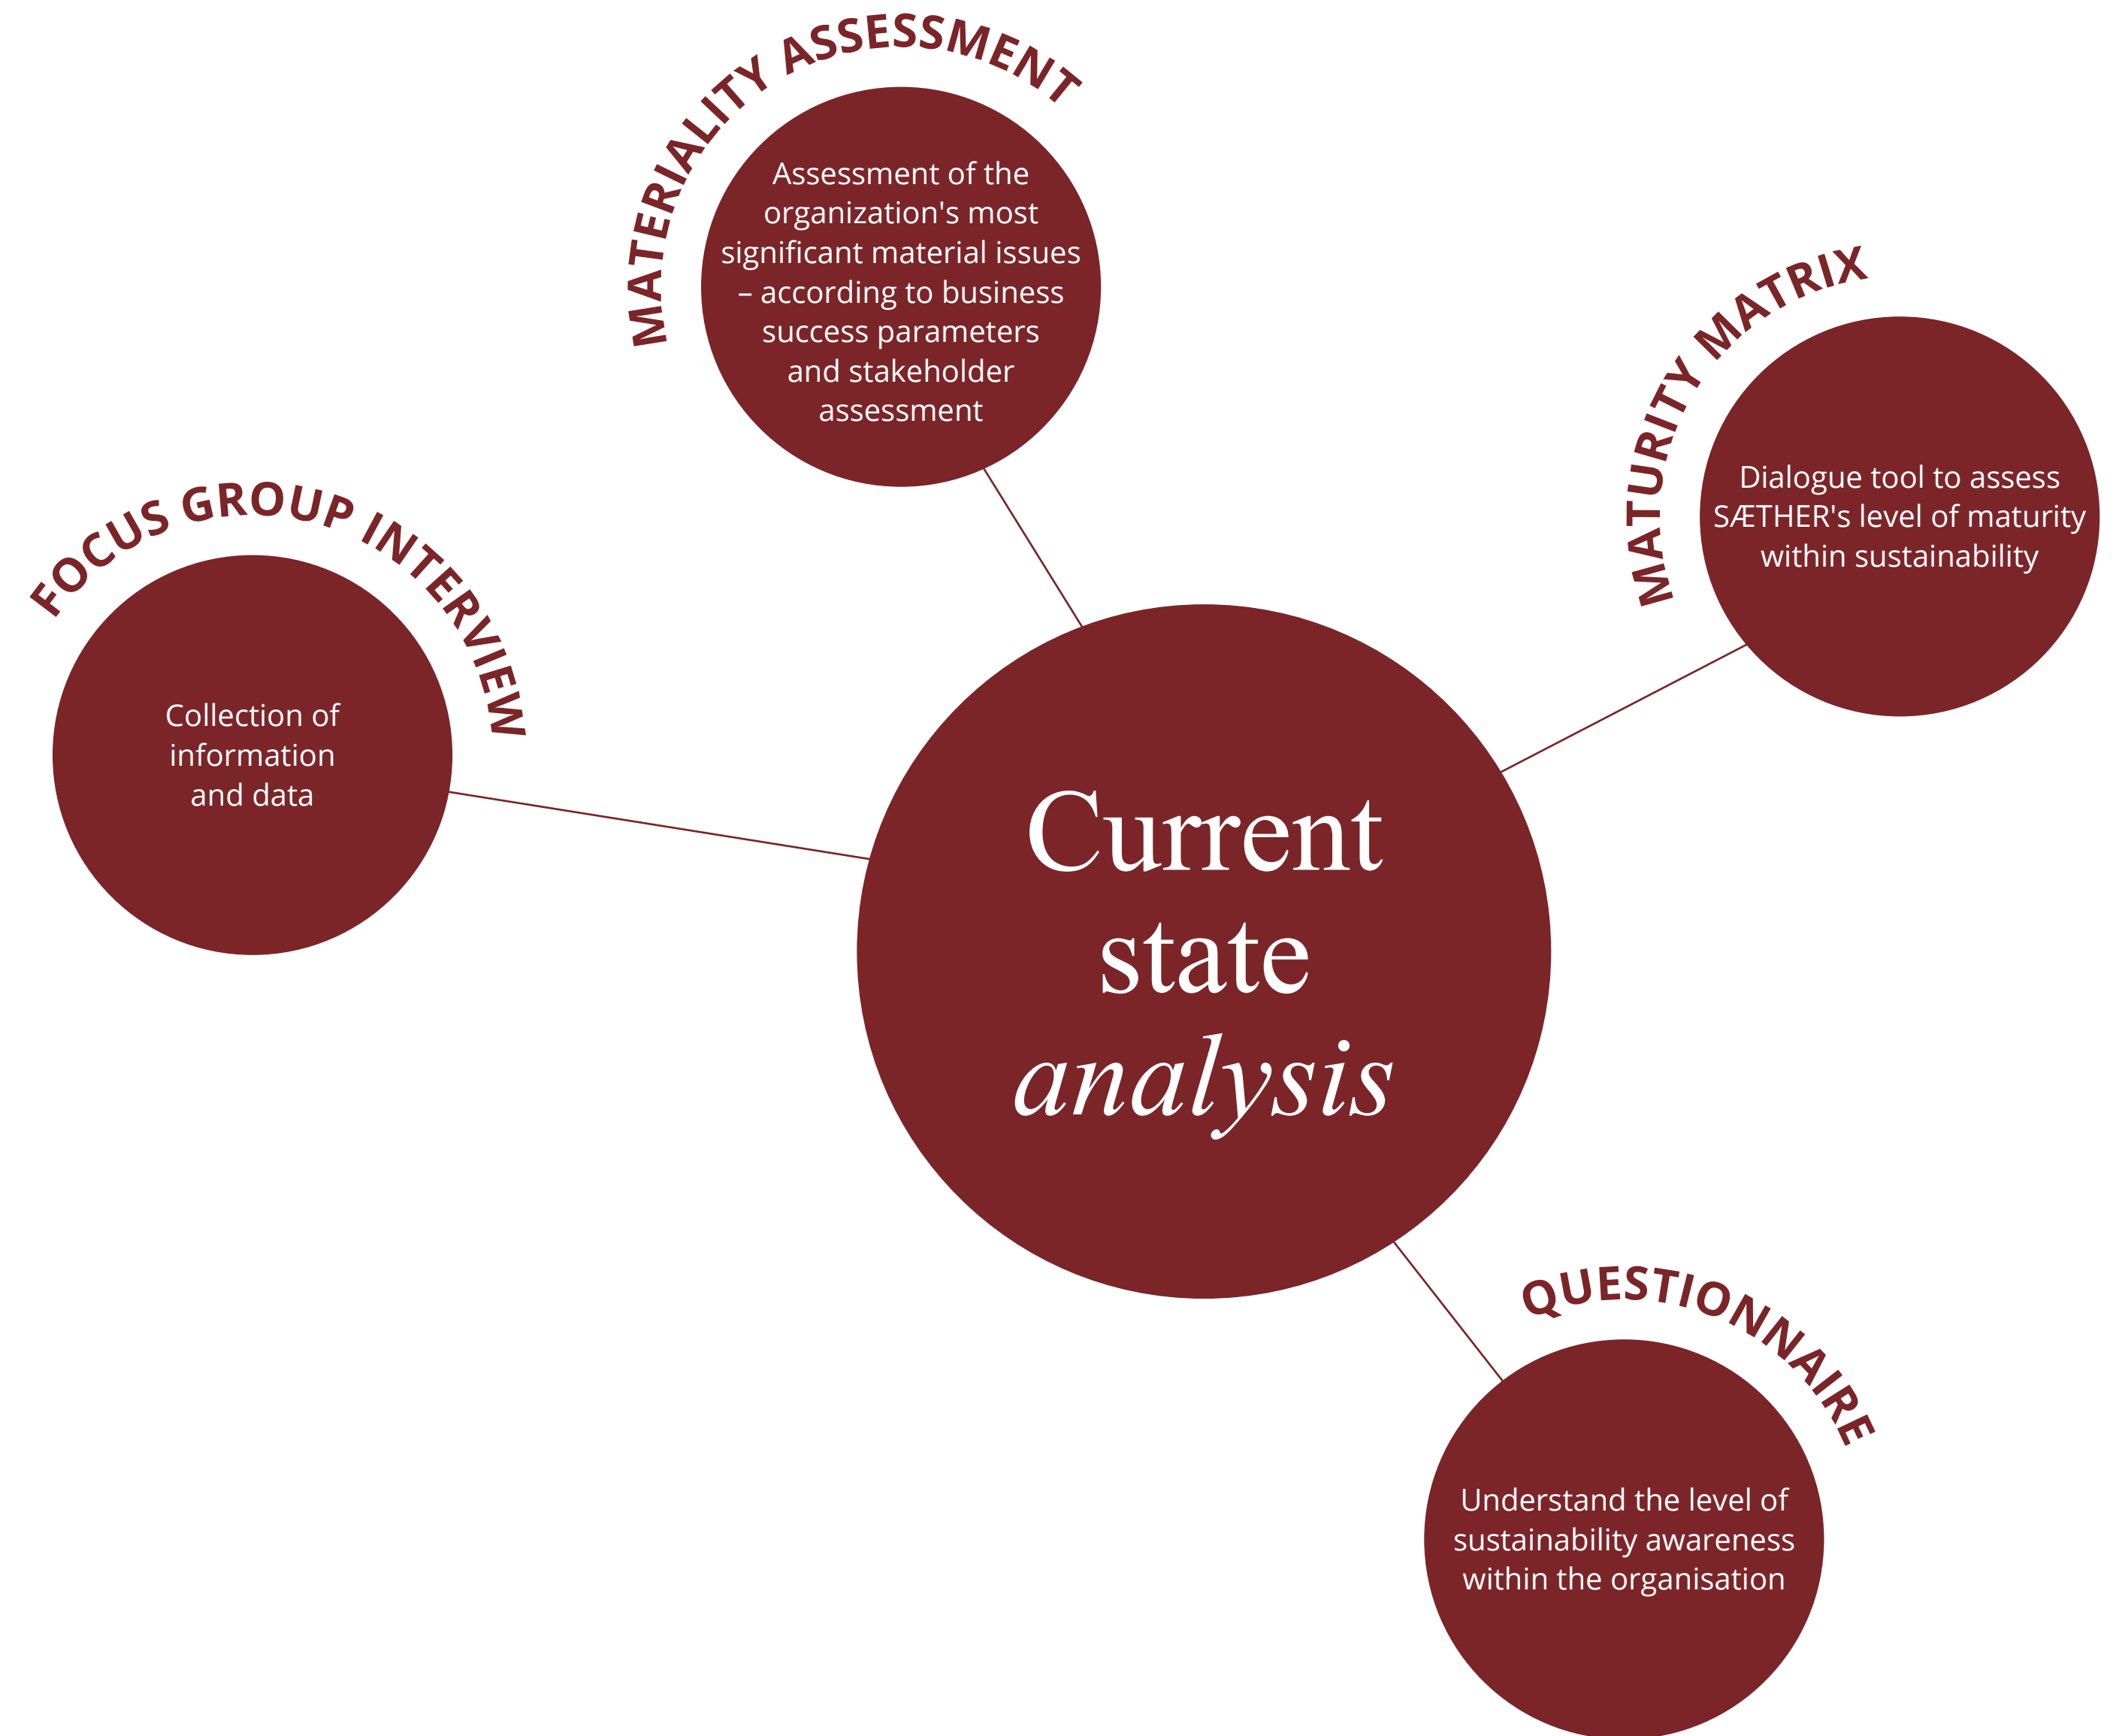 MATERIALITY ASSESSMENT
Assessment of the
organization's most
significant material issues
– according to business
success parameters
and stakeholder
assessment
MATURITY MATRIX
Dialogue tool to assess
SÆTHER's level of maturity
within sustainability
FOCUS GROUP INTERVIEW
Collection of
information
and data
Current
state
analysis
QUESTIONNAIRE
Understand the level of
sustainability awareness
within the organisation